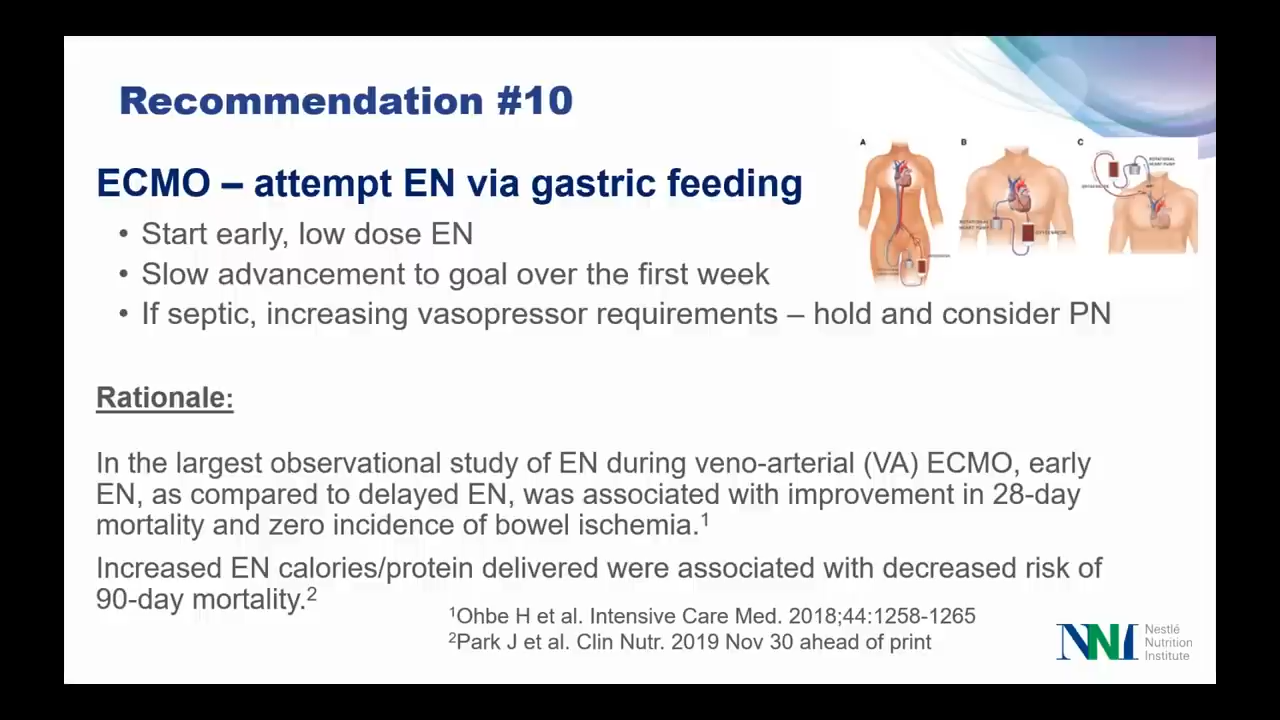 Recommendation #10
A
B
C
ECMO – attempt EN via gastric feeding
• Start early, low dose EN
• Slow advancement to goal over the first week
• If septic, increasing vasopressor requirements – hold and consider PN
Rationale:
In the largest observational study of EN during veno-arterial (VA) ECMO, early
EN, as compared to delayed EN, was associated with improvement in 28-day
mortality and zero incidence of bowel ischemia.¹
Increased EN calories/protein delivered were associated with decreased risk of
90-day mortality.²
¹Ohbe H et al. Intensive Care Med. 2018;44:1258-1265
²Park J et al. Clin Nutr. 2019 Nov 30 ahead of print
NNI
Nestlé
Nutrition
Institute